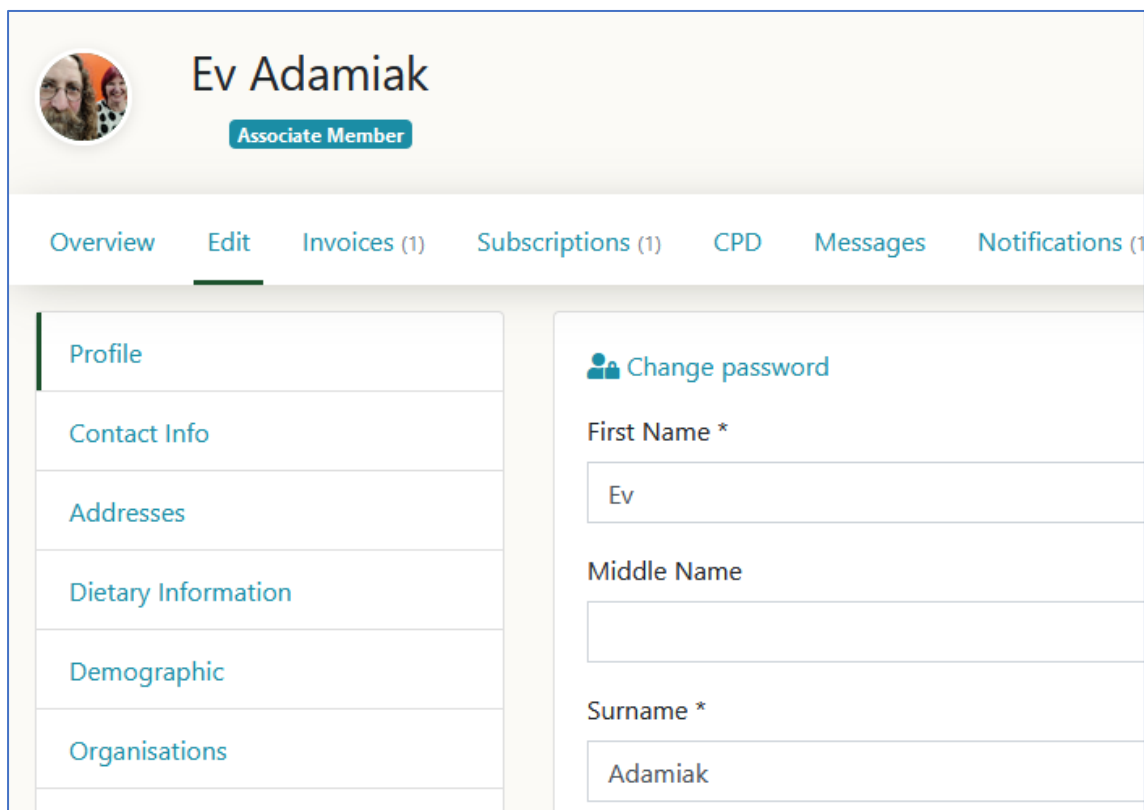 Ev Adamiak
Associate Member
Overview Edit Invoices (1) Subscriptions (1) CPD Messages Notifications (1
Profile
Contact Info
Addresses
Dietary Information
Demographic
Organisations
Change password
First Name *
Ev
Middle Name
Surname *
Adamiak